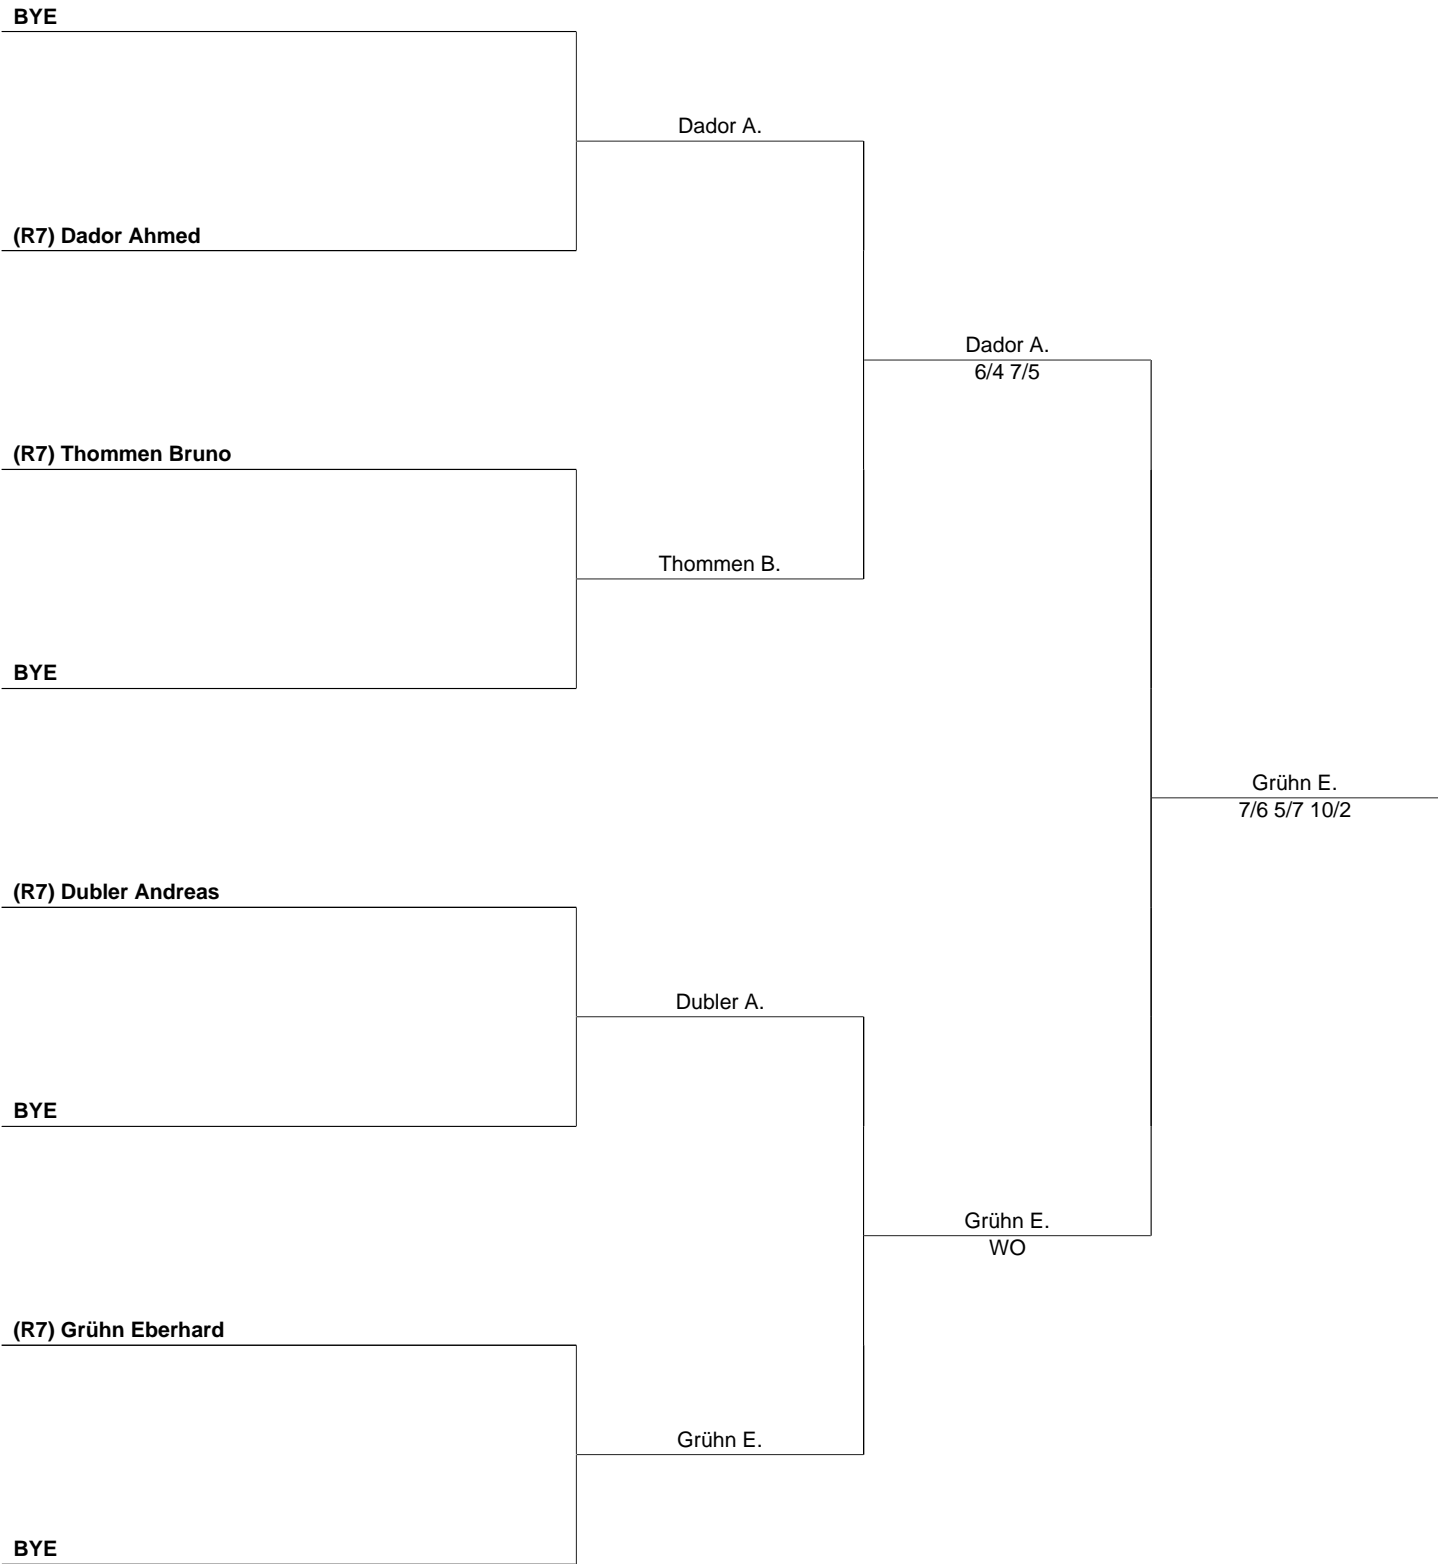 BYE
Dador A.
(R7) Dador Ahmed
Dador A.
6/4 7/5
(R7) Thommen Bruno
Thommen B.
BYE
Grühn E.
7/6 5/7 10/2
(R7) Dubler Andreas
Dubler A.
BYE
Grühn E.
WO
(R7) Grühn Eberhard
Grühn E.
BYE